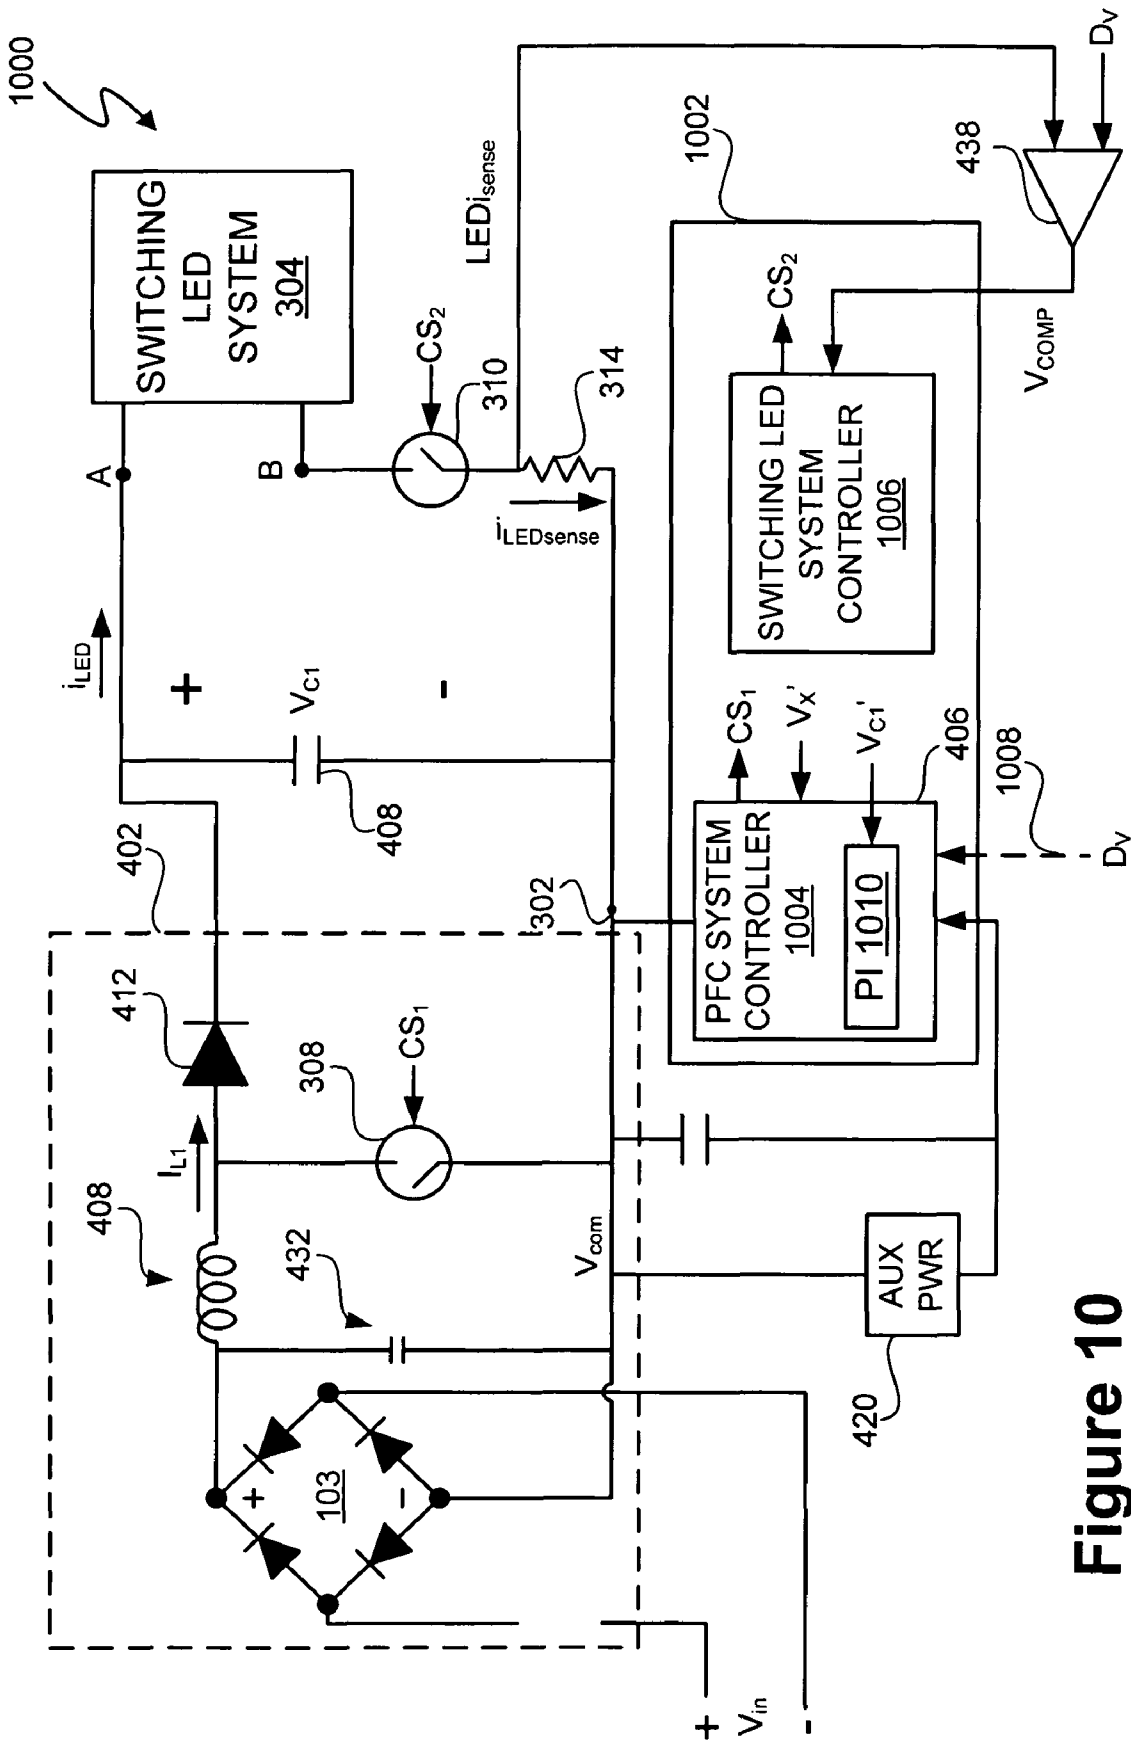 1000
SWITCHING
LED
SYSTEM
304
A
B
iLED
+
VC1
-
408
CS2
310
LEDisense
314
iLEDsense
402
412
IL1
408
308
CS1
432
103
+
-
Vcom
302
1002
PFC SYSTEM
CONTROLLER
1004
PI 1010
CS1
VX'
VC1'
406
1008
DV
SWITCHING LED
SYSTEM
CONTROLLER
1006
CS2
VCOMP
438
DV
AUX
PWR
420
+
Vin
-
Figure 10